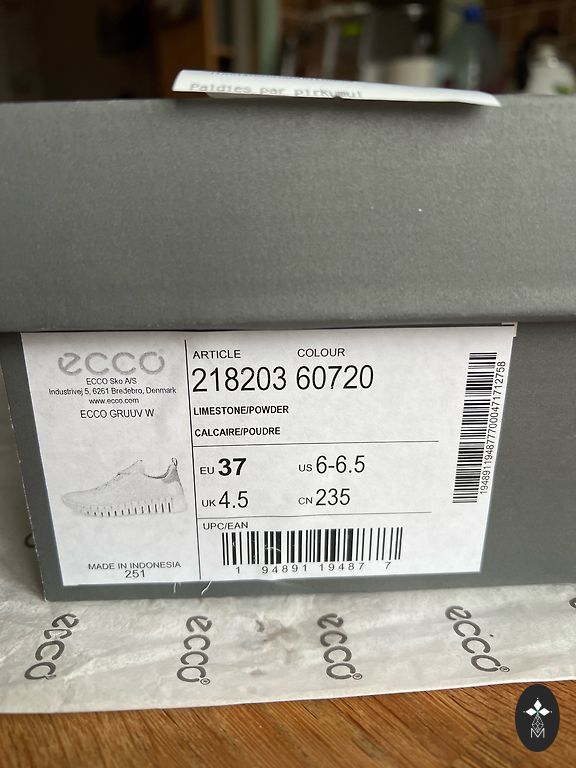 Paldies par pirkumu!
ecco
ECCO Sko A/S
Industrivej 5, 6261 Bredebro, Denmark
www.ecco.com
ECCO GRUUV W
MADE IN INDONESIA
251
ARTICLE COLOUR
218203 60720
LIMESTONE/POWDER
CALCAIRE/POUDRE
EU 37 US 6-6.5
UK 4.5 CN 235
UPC/EAN
1 94891 19487 7
1948911948777000471712758
ecco
ecco®
ecco®
ecco®
M